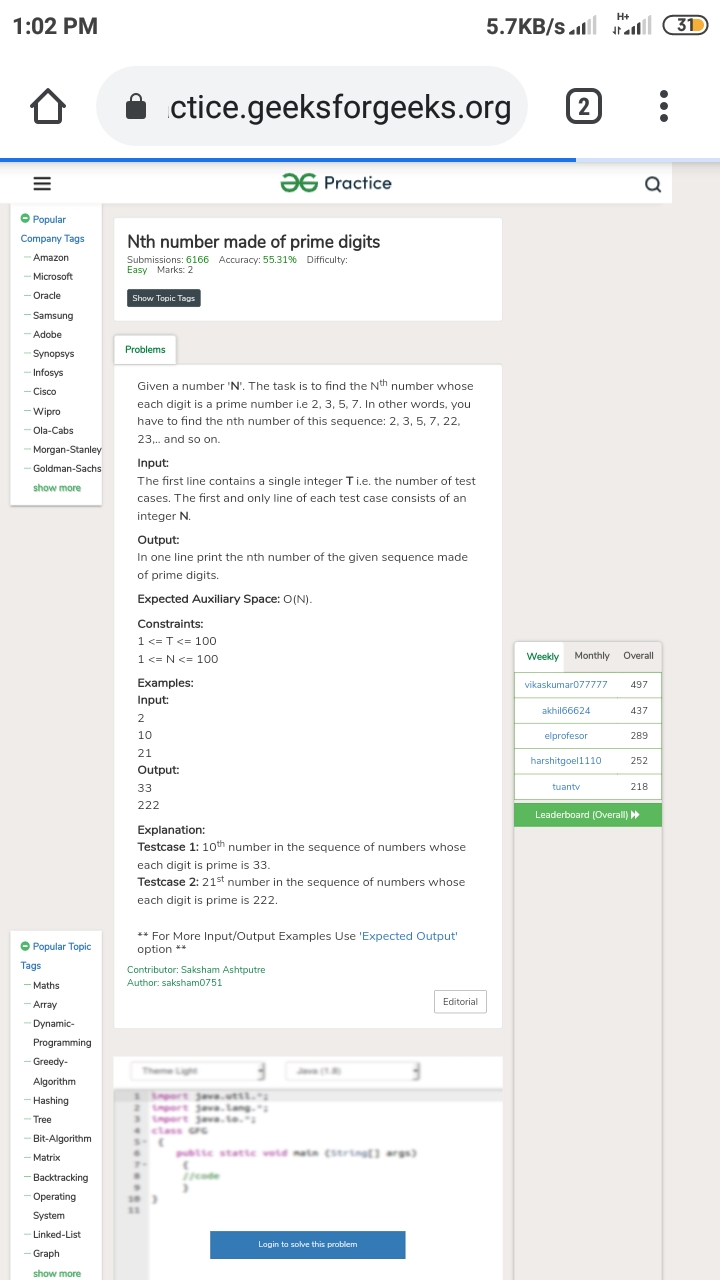 1:02 PM
5.7KB/s H+ 31
ctice.geeksforgeeks.org 2
Practice
Popular
Company Tags
Amazon
Microsoft
Oracle
Samsung
Adobe
Synopsys
Infosys
Cisco
Wipro
Ola-Cabs
Morgan-Stanley
Goldman-Sachs
show more
Nth number made of prime digits
Submissions: 6166 Accuracy: 55.31% Difficulty:
Easy Marks: 2
Show Topic Tags
Problems
Given a number 'N'. The task is to find the Nth number whose
each digit is a prime number i.e 2, 3, 5, 7. In other words, you
have to find the nth number of this sequence: 2, 3, 5, 7, 22,
23,.. and so on.
Input:
The first line contains a single integer T i.e. the number of test
cases. The first and only line of each test case consists of an
integer N.
Output:
In one line print the nth number of the given sequence made
of prime digits.
Expected Auxiliary Space: O(N).
Constraints:
1 <= T <= 100
1 <= N <= 100
Examples:
Input:
2
10
21
Output:
33
222
Explanation:
Testcase 1: 10th number in the sequence of numbers whose
each digit is prime is 33.
Testcase 2: 21st number in the sequence of numbers whose
each digit is prime is 222.
** For More Input/Output Examples Use 'Expected Output'
option **
Contributor: Saksham Ashtputre
Author: saksham0751
Editorial
Weekly Monthly Overall
vikaskumar077777 497
akhil66624 437
elprofesor 289
harshitgoel1110 252
tuantv 218
Leaderboard (Overall)
Popular Topic
Tags
Maths
Array
Dynamic-
Programming
Greedy-
Algorithm
Hashing
Tree
Bit-Algorithm
Matrix
Backtracking
Operating
System
Linked-List
Graph
show more
Theme Light Java (1.8)
1 import java.util.*;
2 import java.lang.*;
3 import java.io.*;
4 class GFG
5 {
6 public static void main (String[] args)
7 {
8 //code
9 }
10 }
11
Login to solve this problem